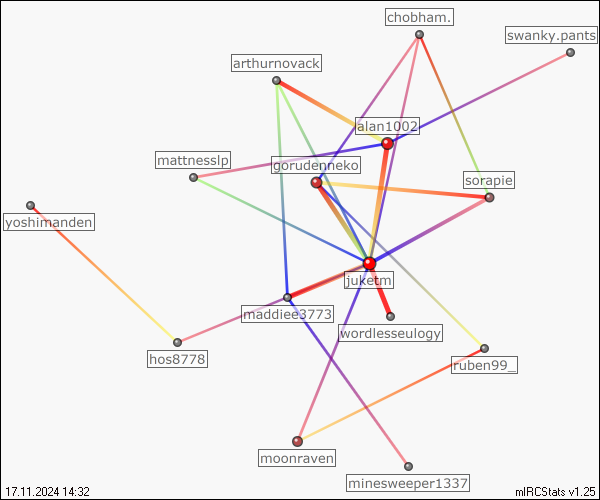 chobham.
swanky.pants
arthurnovack
alan1002
mattnesslp
gorudenneko
sorapie
yoshimanden
juketm
maddiee3773
wordlesseulogy
hos8778
ruben99_
moonraven
minesweeper1337
17.11.2024 14:32
mIRCStats v1.25